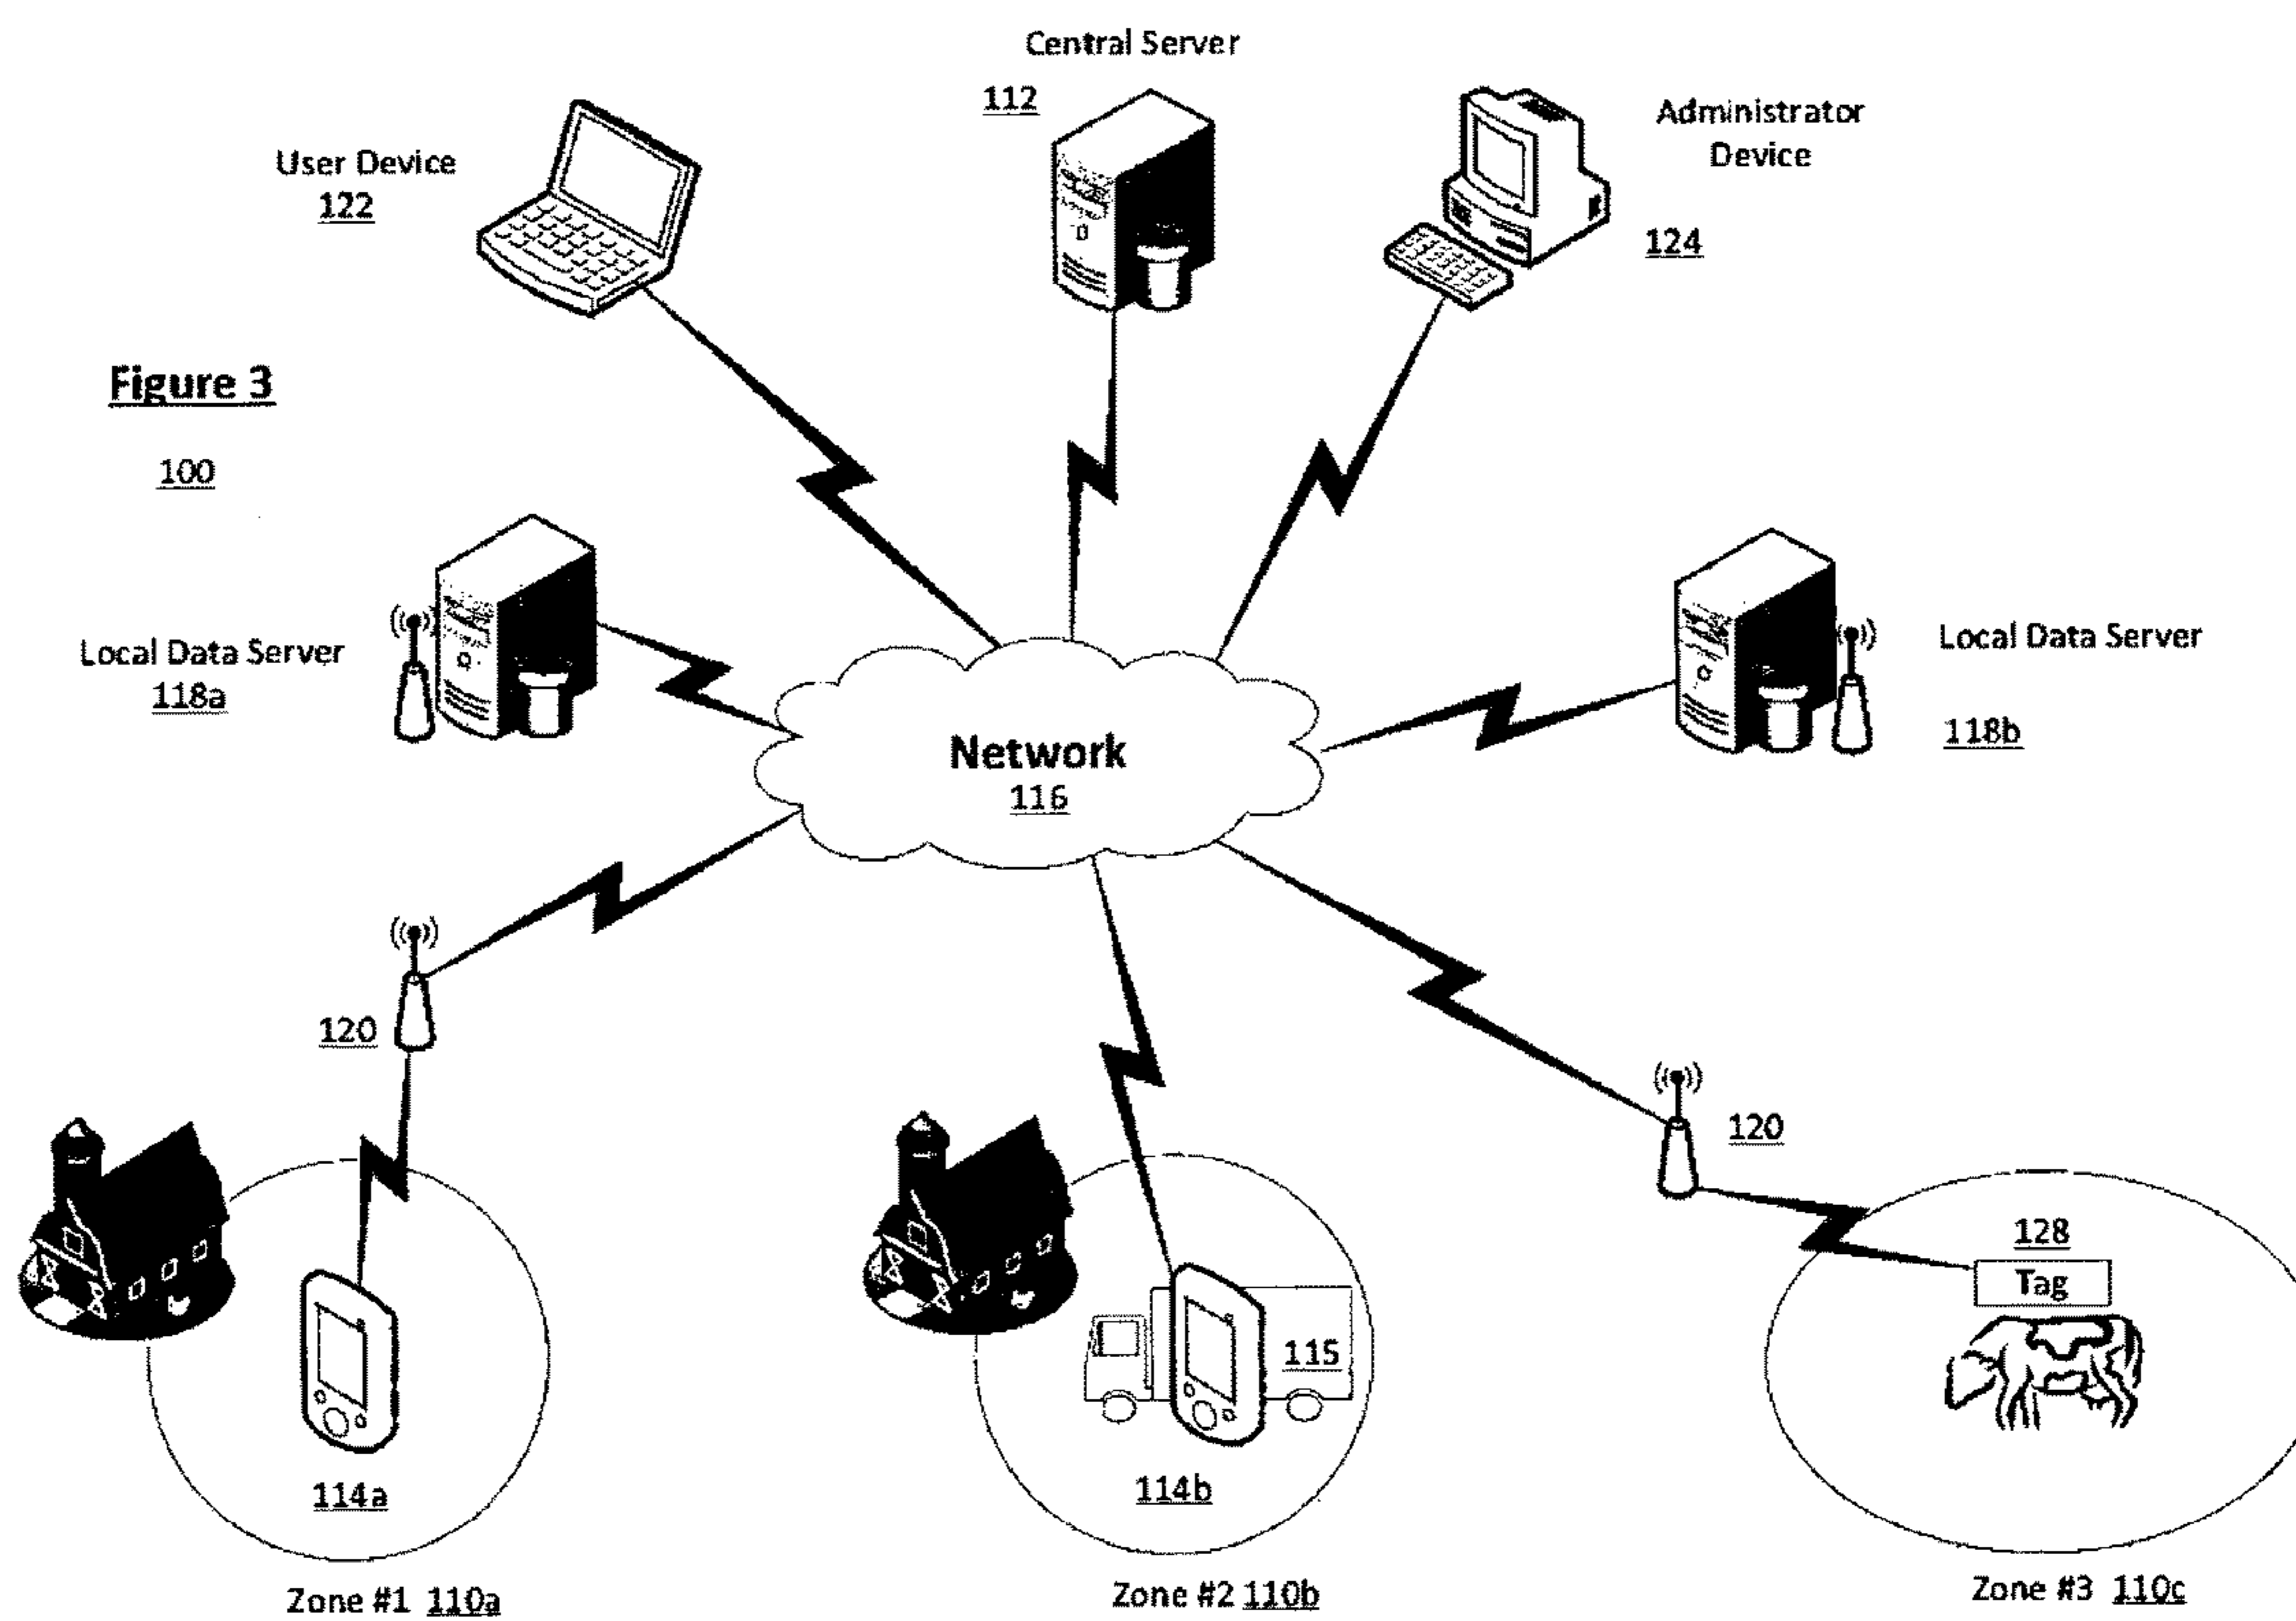 Central Server
112
Administrator
Device
124
User Device
122
Figure 3
100
Local Data Server
118a
Local Data Server
118b
Network
116
120
120
128
Tag
115
114a
114b
Zone #1 110a
Zone #2 110b
Zone #3 110c